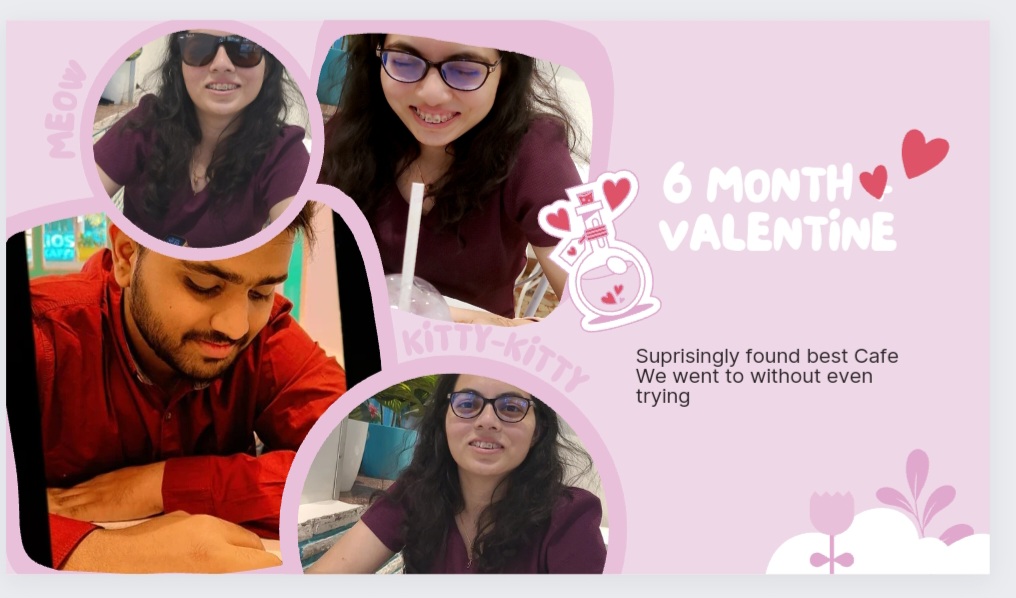 MEOW
6 MONTH -
VALENTINE
KITTY-KITTY
Suprisingly found best Cafe
We went to without even
trying